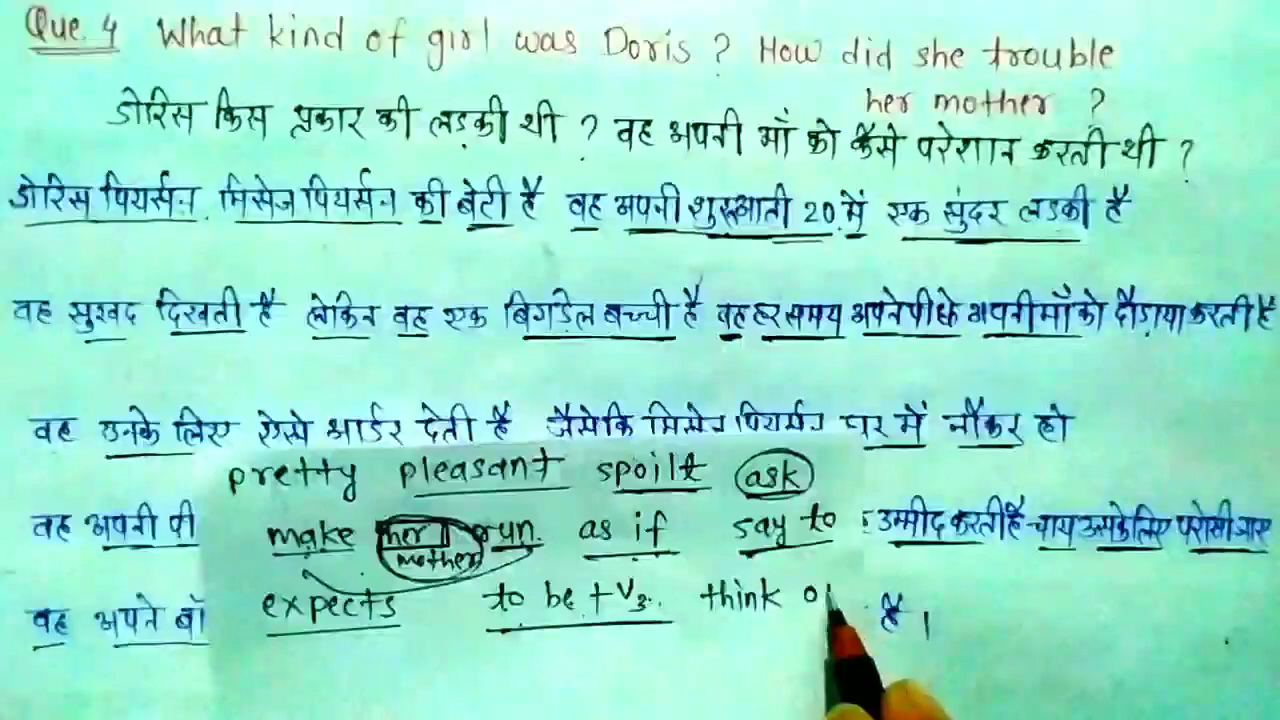 Que. 4 What kind of girl was Doris ? How did she trouble
her mother ?
डोरिस किस प्रकार की लड़की थी ? वह अपनी माँ को कैसे परेशान करती थी ?
डोरिस पियर्सन मिसेज पियर्सन की बेटी है वह अपनी शुरुआती 20 में एक सुंदर लडकी है
वह सुखद दिखती है लेकिन वह एक बिगडेल बच्ची है वह हर समय अपने पीछे अपनी माँ को दौड़ाया करती है
वह उनके लिए ऐसे आर्डर देती है जैसे कि मिसेज पियर्सन घर में नौकर हो
pretty pleasant spoilt ask
वह अपनी पी उम्मीद करती है चाय उसके लिए परोसी जाए
make her run as if say to
mother
expects to be + V3. think o
वह अपने बॉ है ।